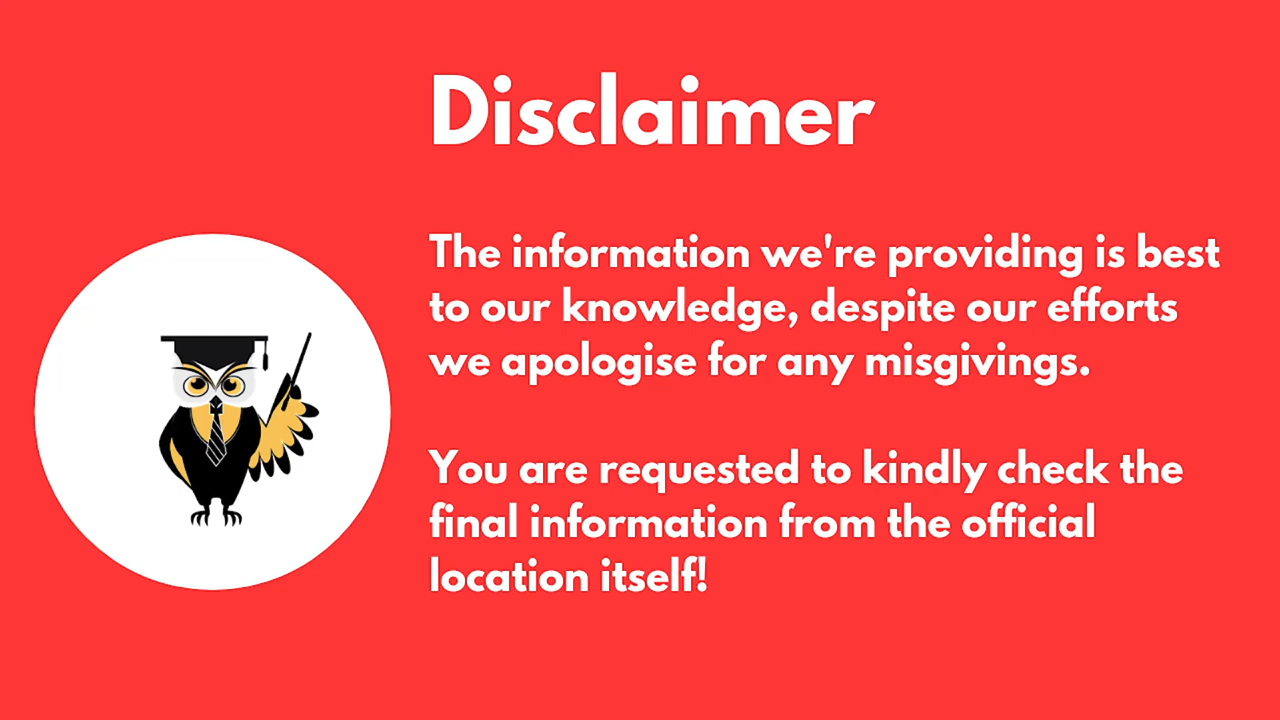 Disclaimer
The information we're providing is best
to our knowledge, despite our efforts
we apologise for any misgivings.
You are requested to kindly check the
final information from the official
location itself!